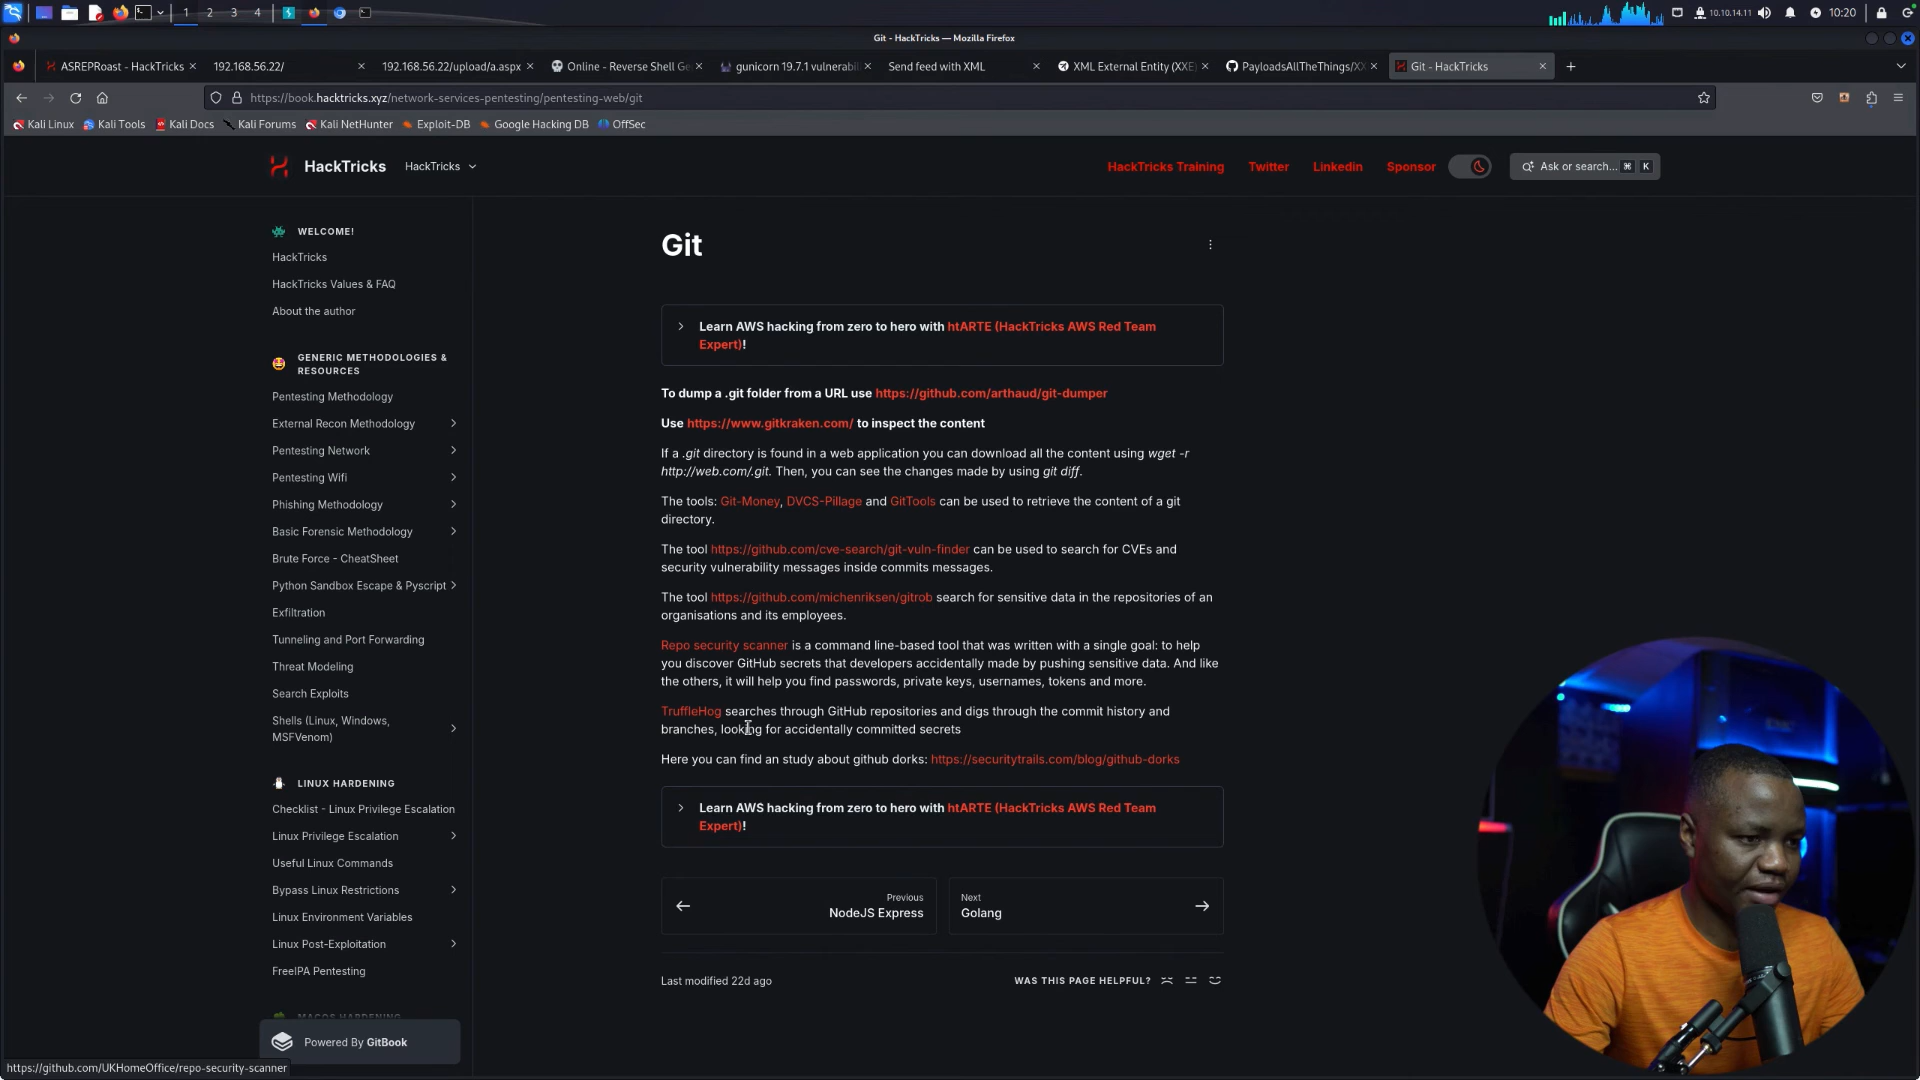 1 2 3 4
10.10.14.11
10:20
Git - HackTricks — Mozilla Firefox
ASREPRoast - HackTricks
192.168.56.22/
192.168.56.22/upload/a.aspx
Online - Reverse Shell Ge
gunicorn 19.7.1 vulnerabil
Send feed with XML
XML External Entity (XXE)
PayloadsAllTheThings/XX
Git - HackTricks
https://book.hacktricks.xyz/network-services-pentesting/pentesting-web/git
Kali Linux
Kali Tools
Kali Docs
Kali Forums
Kali NetHunter
Exploit-DB
Google Hacking DB
OffSec
HackTricks
HackTricks
HackTricks Training
Twitter
Linkedin
Sponsor
Ask or search...
⌘ K
WELCOME!
HackTricks
HackTricks Values & FAQ
About the author
GENERIC METHODOLOGIES &
RESOURCES
Pentesting Methodology
External Recon Methodology
Pentesting Network
Pentesting Wifi
Phishing Methodology
Basic Forensic Methodology
Brute Force - CheatSheet
Python Sandbox Escape & Pyscript
Exfiltration
Tunneling and Port Forwarding
Threat Modeling
Search Exploits
Shells (Linux, Windows,
MSFVenom)
LINUX HARDENING
Checklist - Linux Privilege Escalation
Linux Privilege Escalation
Useful Linux Commands
Bypass Linux Restrictions
Linux Environment Variables
Linux Post-Exploitation
FreeIPA Pentesting
MACOS HARDENING
Powered By GitBook
Git
Learn AWS hacking from zero to hero with htARTE (HackTricks AWS Red Team
Expert)!
To dump a .git folder from a URL use https://github.com/arthaud/git-dumper
Use https://www.gitkraken.com/ to inspect the content
If a .git directory is found in a web application you can download all the content using wget -r
http://web.com/.git. Then, you can see the changes made by using git diff.
The tools: Git-Money, DVCS-Pillage and GitTools can be used to retrieve the content of a git
directory.
The tool https://github.com/cve-search/git-vuln-finder can be used to search for CVEs and
security vulnerability messages inside commits messages.
The tool https://github.com/michenriksen/gitrob search for sensitive data in the repositories of an
organisations and its employees.
Repo security scanner is a command line-based tool that was written with a single goal: to help
you discover GitHub secrets that developers accidentally made by pushing sensitive data. And like
the others, it will help you find passwords, private keys, usernames, tokens and more.
TruffleHog searches through GitHub repositories and digs through the commit history and
branches, looking for accidentally committed secrets
Here you can find an study about github dorks: https://securitytrails.com/blog/github-dorks
Learn AWS hacking from zero to hero with htARTE (HackTricks AWS Red Team
Expert)!
Previous
NodeJS Express
Next
Golang
Last modified 22d ago
WAS THIS PAGE HELPFUL?
https://github.com/UKHomeOffice/repo-security-scanner